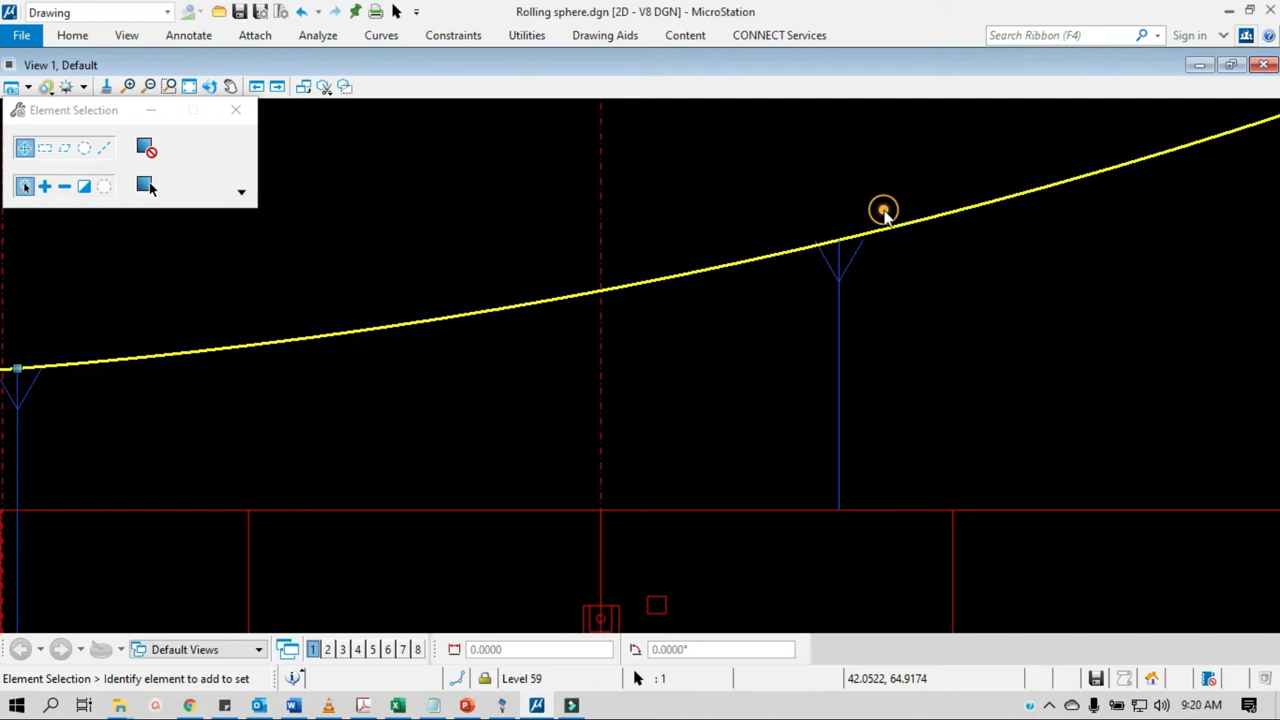 Drawing
Rolling sphere.dgn [2D - V8 DGN] - MicroStation
File Home View Annotate Attach Analyze Curves Constraints Utilities Drawing Aids Content CONNECT Services Search Ribbon (F4) Sign in
View 1, Default
Element Selection
Default Views 1 2 3 4 5 6 7 8 0.0000 0.0000°
Element Selection > Identify element to add to set Level 59 : 1 42.0522, 64.9174
9:20 AM